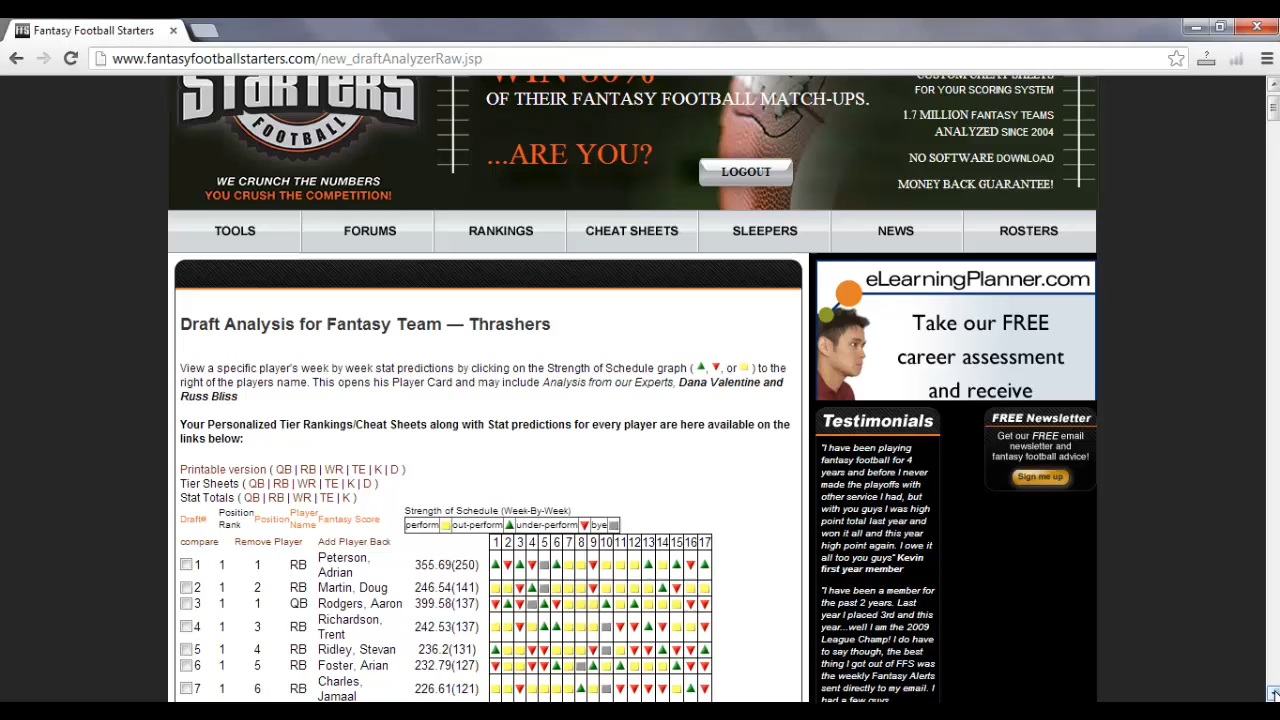 Fantasy Football Starters
www.fantasyfootballstarters.com/new_draftAnalyzerRaw.jsp
STARTERS
FOOTBALL
WE CRUNCH THE NUMBERS
YOU CRUSH THE COMPETITION!
WIN 80%
OF THEIR FANTASY FOOTBALL MATCH-UPS.
...ARE YOU?
LOGOUT
CUSTOM CHEAT SHEETS
FOR YOUR SCORING SYSTEM
1.7 MILLION FANTASY TEAMS
ANALYZED SINCE 2004
NO SOFTWARE DOWNLOAD
MONEY BACK GUARANTEE!
TOOLS FORUMS RANKINGS CHEAT SHEETS SLEEPERS NEWS ROSTERS
Draft Analysis for Fantasy Team — Thrashers
View a specific player's week by week stat predictions by clicking on the Strength of Schedule graph ( , , or ) to the
right of the players name. This opens his Player Card and may include Analysis from our Experts, Dana Valentine and
Russ Bliss
Your Personalized Tier Rankings/Cheat Sheets along with Stat predictions for every player are here available on the
links below:
Printable version ( QB | RB | WR | TE | K | D )
Tier Sheets ( QB | RB | WR | TE | K | D )
Stat Totals ( QB | RB | WR | TE | K )
Draft# Position Rank Position Player Name Fantasy Score Strength of Schedule (Week-By-Week)
perform out-perform under-perform bye
compare Remove Player Add Player Back 1 2 3 4 5 6 7 8 9 10 11 12 13 14 15 16 17
1 1 1 RB Peterson, Adrian 355.69(250)
2 1 2 RB Martin, Doug 246.54(141)
3 1 1 QB Rodgers, Aaron 399.58(137)
4 1 3 RB Richardson, Trent 242.53(137)
5 1 4 RB Ridley, Stevan 236.2(131)
6 1 5 RB Foster, Arian 232.79(127)
7 1 6 RB Charles, Jamaal 226.61(121)
eLearningPlanner.com
Take our FREE
career assessment
and receive
Testimonials
"I have been playing
fantasy football for 4
years and before I never
made the playoffs with
other service I had, but
with you guys I was high
point total last year and
won it all and this year
high point again. I owe it
all too you guys" Kevin
first year member
"I have been a member for
the past 2 years. Last
year I placed 3rd and this
year...well I am the 2009
League Champ! I do have
to say though, the best
thing I got out of FFS was
the weekly Fantasy Alerts
sent directly to my email. I
had a few guys
FREE Newsletter
Get our FREE email
newsletter and
fantasy football advice!
Sign me up